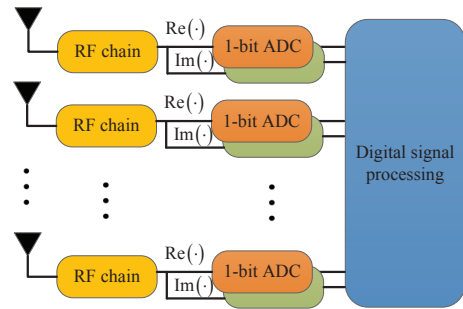 Re(·)
RF chain
1-bit ADC
Im(·)
Re(·)
RF chain
1-bit ADC
Im(·)
Digital signal
processing
Re(·)
RF chain
1-bit ADC
Im(·)